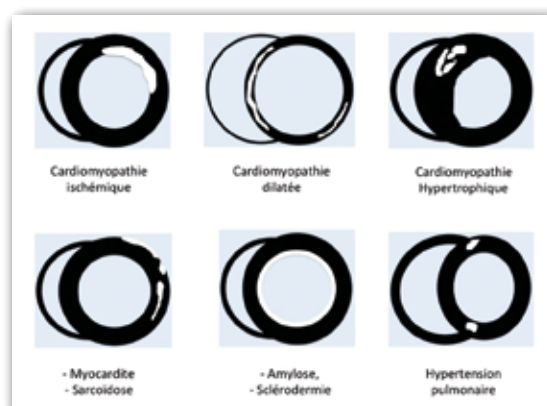 Cardiomyopathie
ischémique
Cardiomyopathie
dilatée
Cardiomyopathie
Hypertrophique
- Myocardite
- Sarcoïdose
- Amylose,
- Sclérodermie
Hypertension
pulmonaire